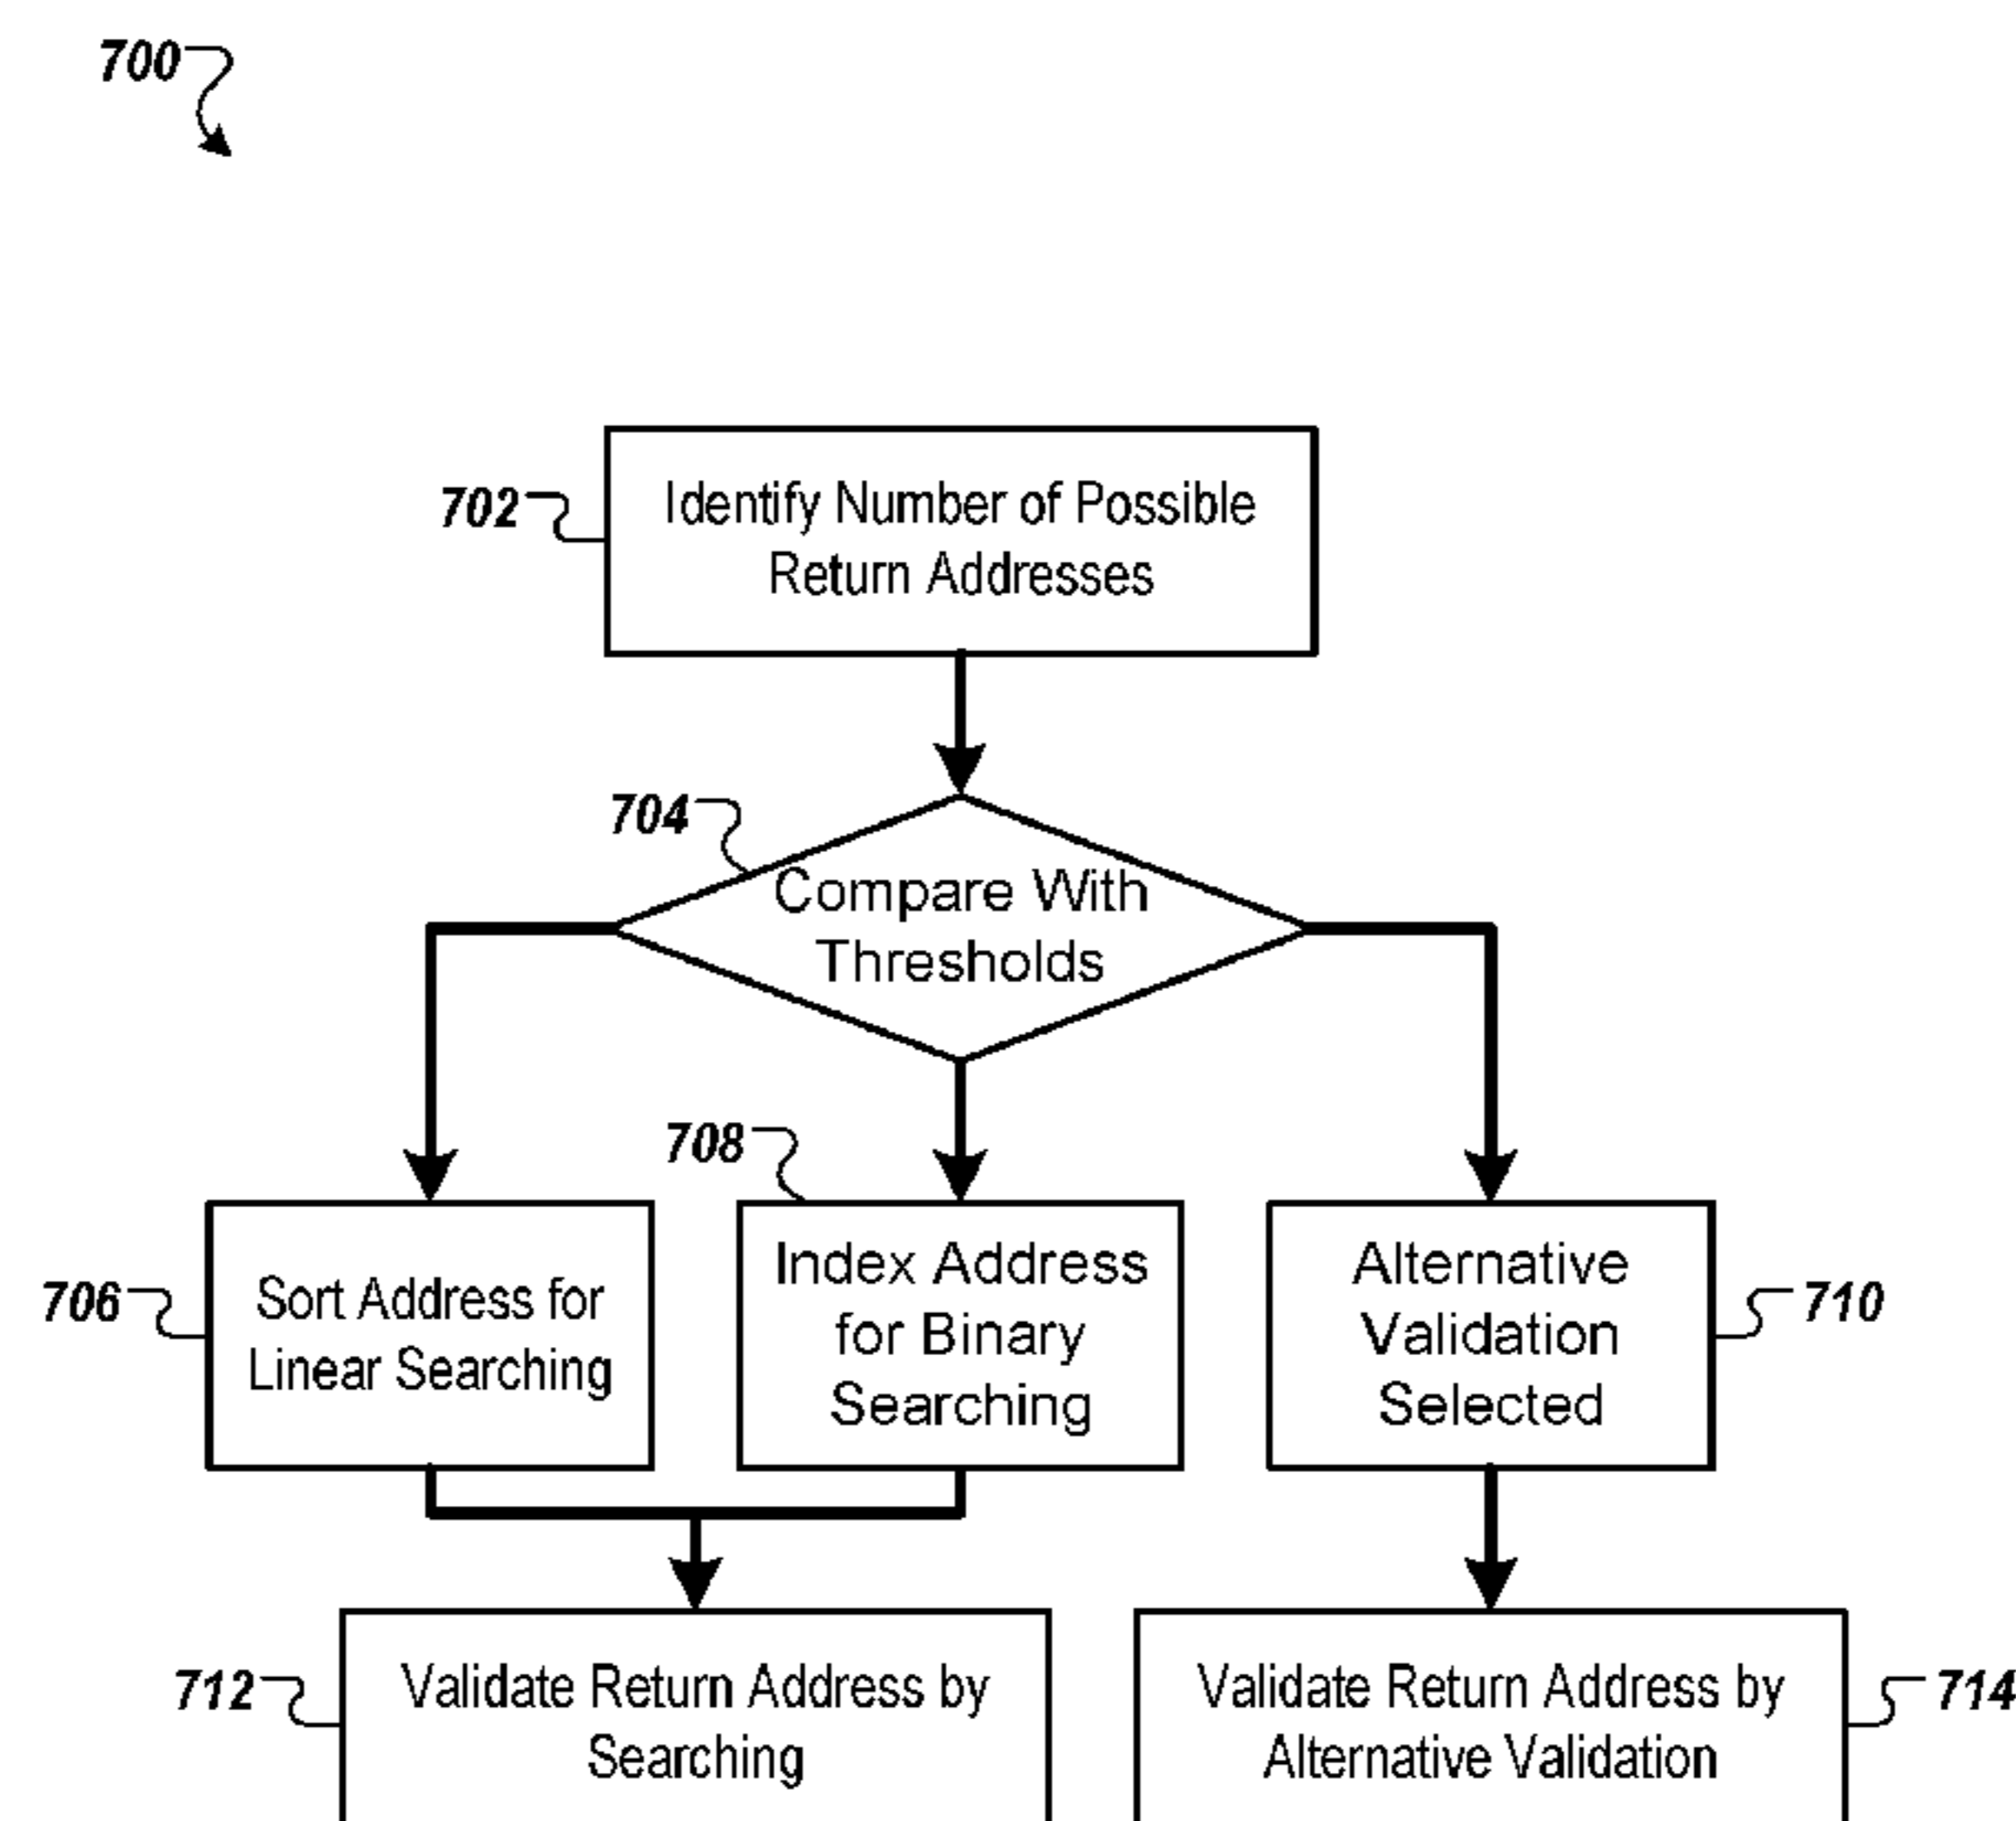 700
702
Identify Number of Possible
Return Addresses
704
Compare With
Thresholds
706
Sort Address for
Linear Searching
708
Index Address
for Binary
Searching
Alternative
Validation
Selected
710
712
Validate Return Address by
Searching
Validate Return Address by
Alternative Validation
714